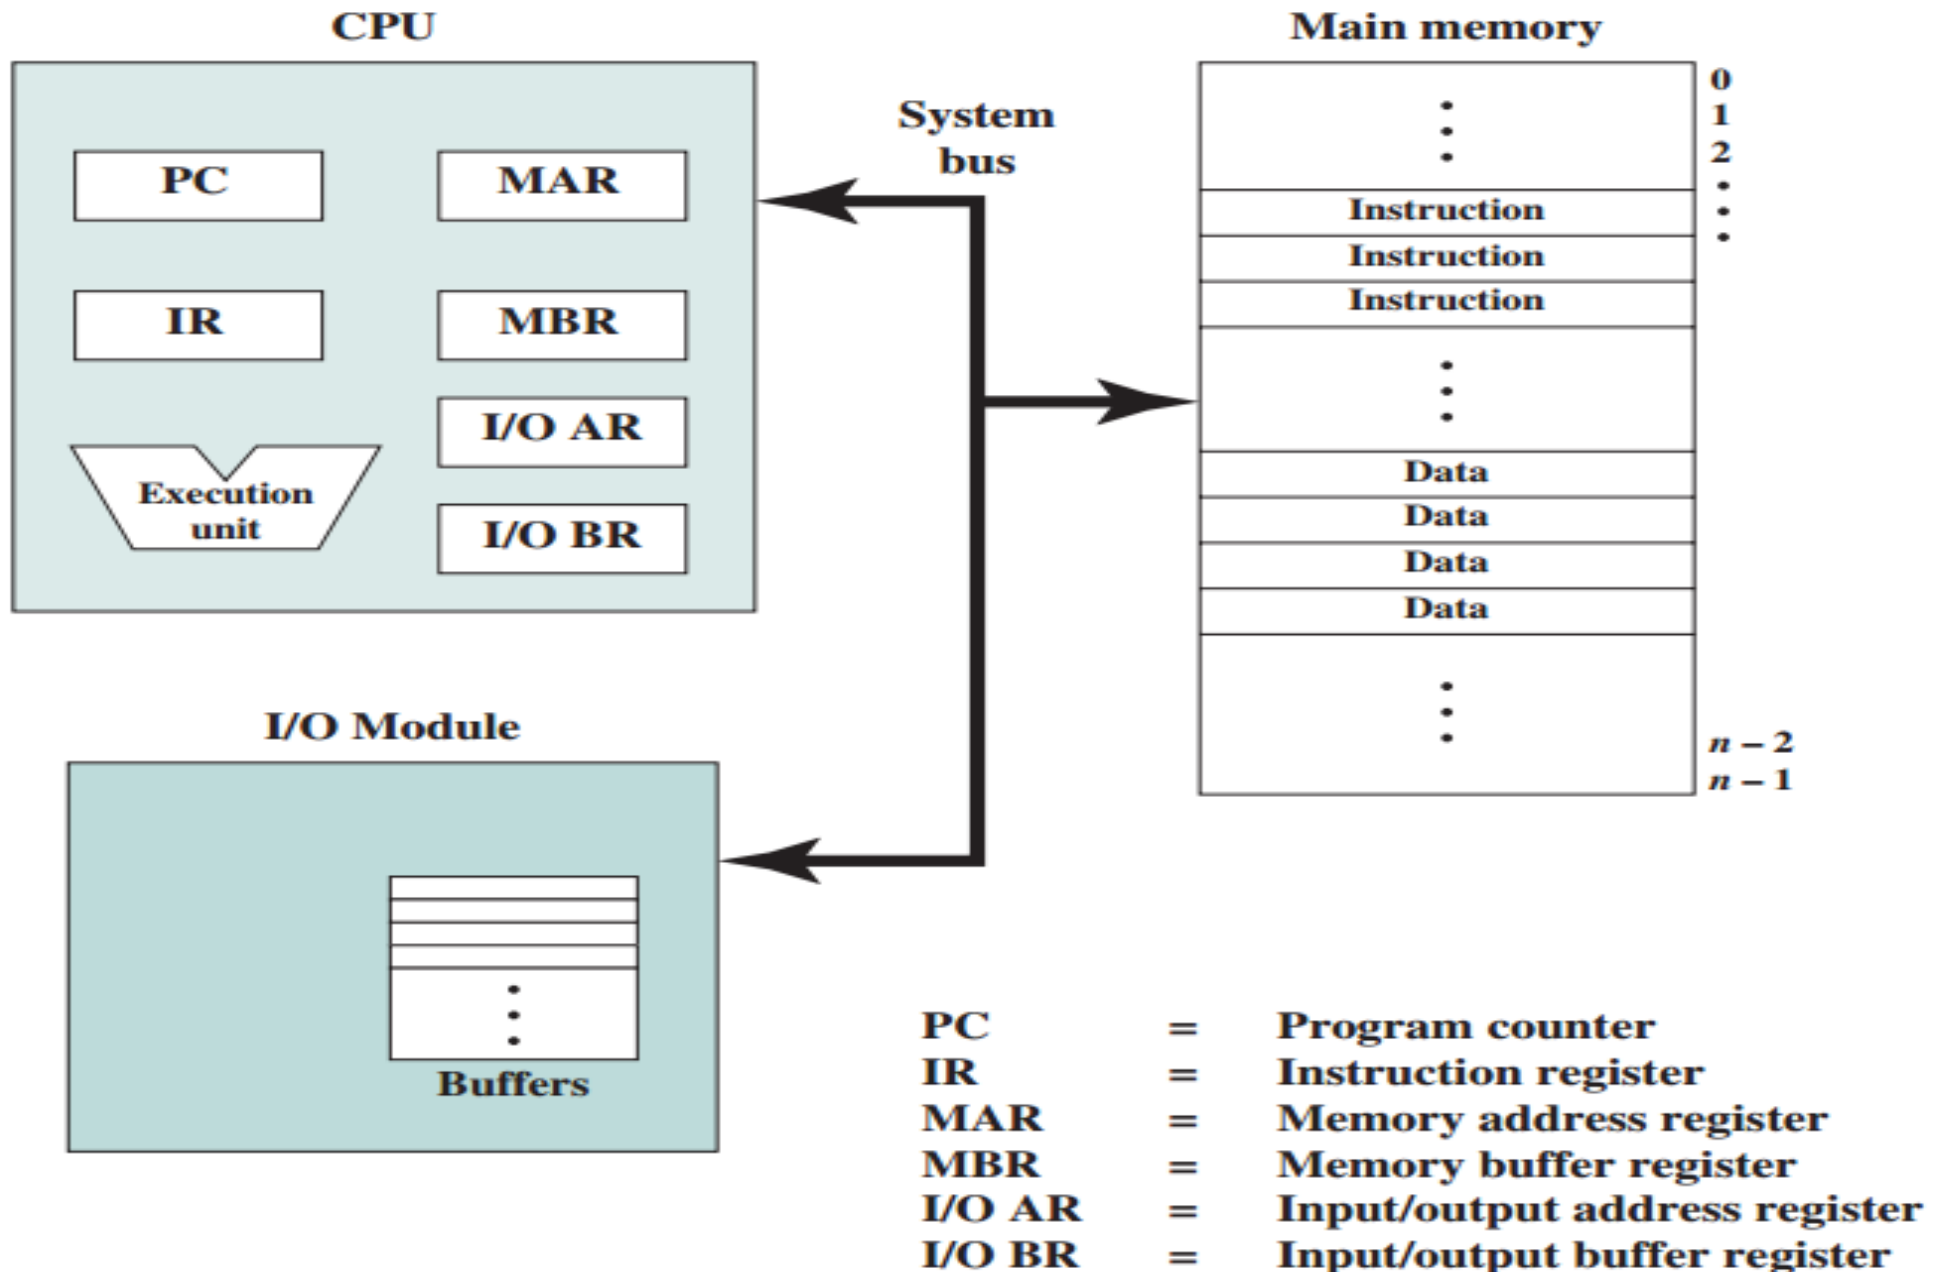 CPU
PC
MAR
IR
MBR
I/O AR
Execution
unit
I/O BR
System
bus
Main memory
0
1
2
Instruction
Instruction
Instruction
Data
Data
Data
Data
n – 2
n – 1
I/O Module
Buffers
PC = Program counter
IR = Instruction register
MAR = Memory address register
MBR = Memory buffer register
I/O AR = Input/output address register
I/O BR = Input/output buffer register